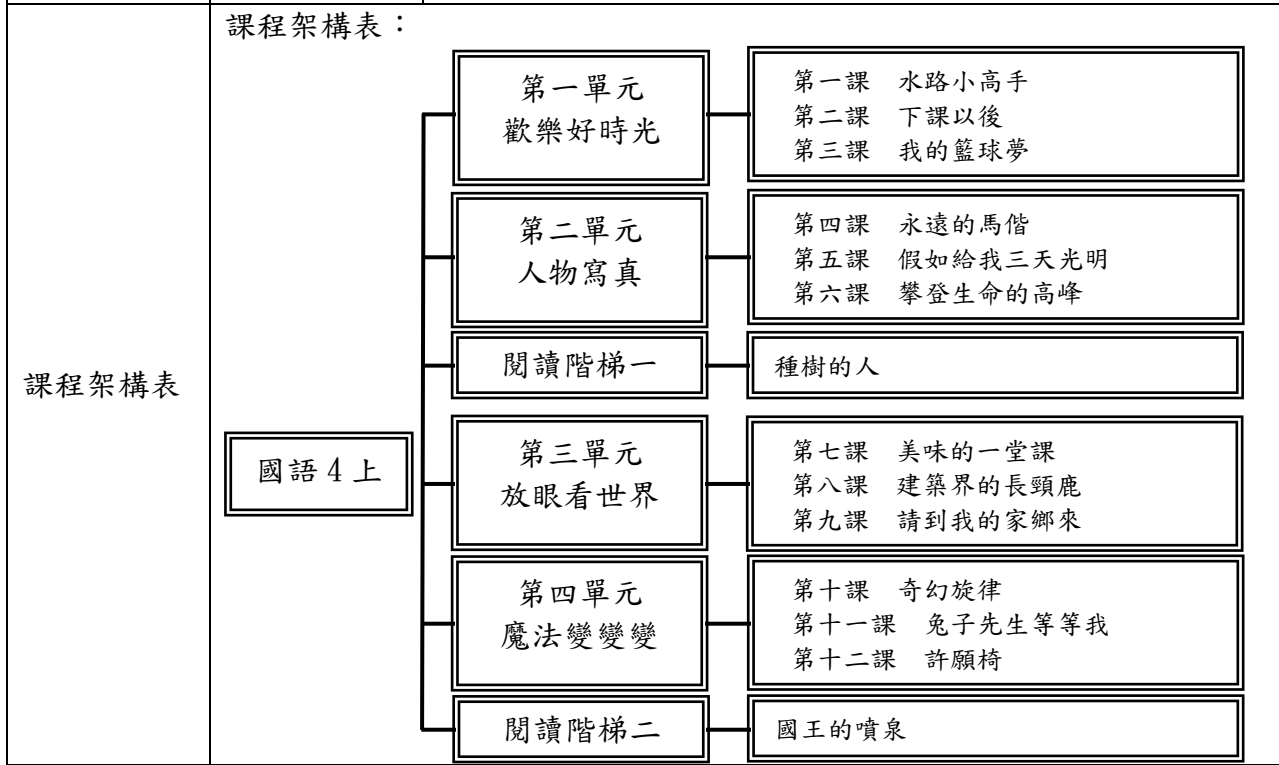 課程架構表
課程架構表：
國語4上
第一單元
歡樂好時光
第一課　水路小高手
第二課　下課以後
第三課　我的籃球夢
第二單元
人物寫真
第四課　永遠的馬偕
第五課　假如給我三天光明
第六課　攀登生命的高峰
閱讀階梯一
種樹的人
第三單元
放眼看世界
第七課　美味的一堂課
第八課　建築界的長頸鹿
第九課　請到我的家鄉來
第四單元
魔法變變變
第十課　奇幻旋律
第十一課　兔子先生等等我
第十二課　許願椅
閱讀階梯二
國王的噴泉